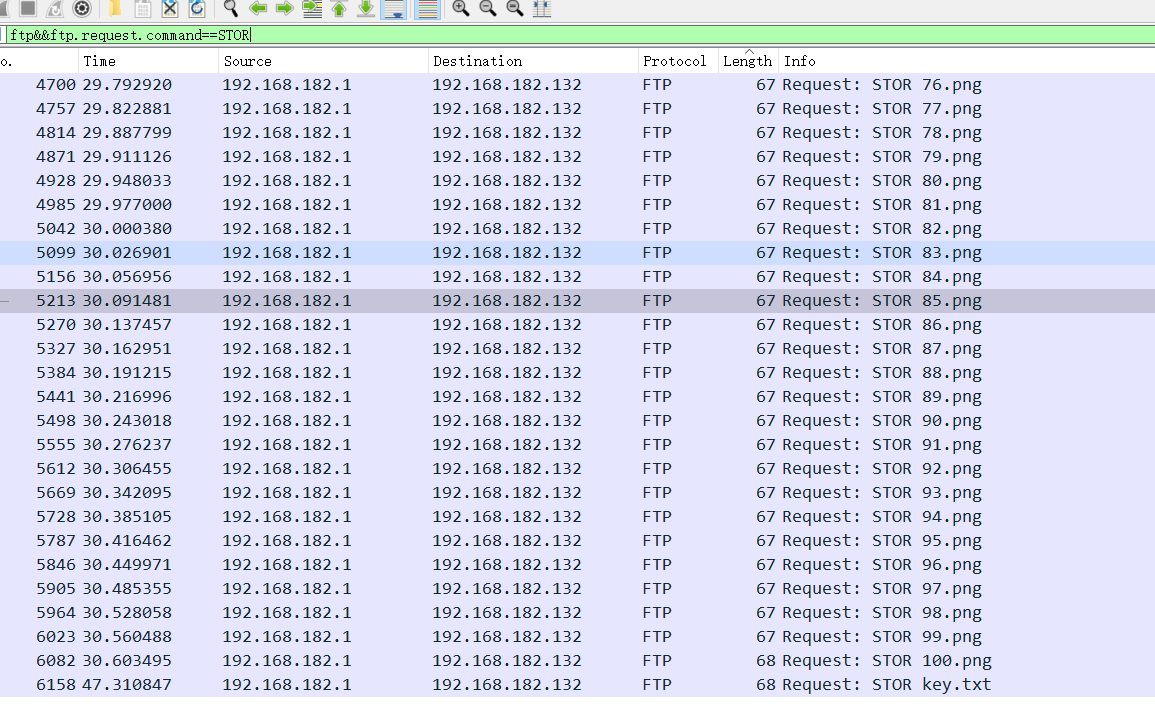 ftp&&ftp.request.command==STOR
o. Time Source Destination Protocol Length Info
4700 29.792920 192.168.182.1 192.168.182.132 FTP 67 Request: STOR 76.png
4757 29.822881 192.168.182.1 192.168.182.132 FTP 67 Request: STOR 77.png
4814 29.887799 192.168.182.1 192.168.182.132 FTP 67 Request: STOR 78.png
4871 29.911126 192.168.182.1 192.168.182.132 FTP 67 Request: STOR 79.png
4928 29.948033 192.168.182.1 192.168.182.132 FTP 67 Request: STOR 80.png
4985 29.977000 192.168.182.1 192.168.182.132 FTP 67 Request: STOR 81.png
5042 30.000380 192.168.182.1 192.168.182.132 FTP 67 Request: STOR 82.png
5099 30.026901 192.168.182.1 192.168.182.132 FTP 67 Request: STOR 83.png
5156 30.056956 192.168.182.1 192.168.182.132 FTP 67 Request: STOR 84.png
5213 30.091481 192.168.182.1 192.168.182.132 FTP 67 Request: STOR 85.png
5270 30.137457 192.168.182.1 192.168.182.132 FTP 67 Request: STOR 86.png
5327 30.162951 192.168.182.1 192.168.182.132 FTP 67 Request: STOR 87.png
5384 30.191215 192.168.182.1 192.168.182.132 FTP 67 Request: STOR 88.png
5441 30.216996 192.168.182.1 192.168.182.132 FTP 67 Request: STOR 89.png
5498 30.243018 192.168.182.1 192.168.182.132 FTP 67 Request: STOR 90.png
5555 30.276237 192.168.182.1 192.168.182.132 FTP 67 Request: STOR 91.png
5612 30.306455 192.168.182.1 192.168.182.132 FTP 67 Request: STOR 92.png
5669 30.342095 192.168.182.1 192.168.182.132 FTP 67 Request: STOR 93.png
5728 30.385105 192.168.182.1 192.168.182.132 FTP 67 Request: STOR 94.png
5787 30.416462 192.168.182.1 192.168.182.132 FTP 67 Request: STOR 95.png
5846 30.449971 192.168.182.1 192.168.182.132 FTP 67 Request: STOR 96.png
5905 30.485355 192.168.182.1 192.168.182.132 FTP 67 Request: STOR 97.png
5964 30.528058 192.168.182.1 192.168.182.132 FTP 67 Request: STOR 98.png
6023 30.560488 192.168.182.1 192.168.182.132 FTP 67 Request: STOR 99.png
6082 30.603495 192.168.182.1 192.168.182.132 FTP 68 Request: STOR 100.png
6158 47.310847 192.168.182.1 192.168.182.132 FTP 68 Request: STOR key.txt